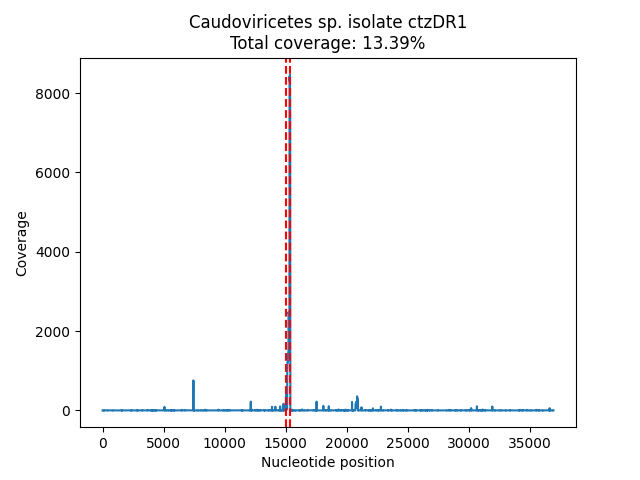 Caudoviricetes sp. isolate ctzDR1
Total coverage: 13.39%
8000
6000
4000
2000
0
Coverage
0 5000 10000 15000 20000 25000 30000 35000
Nucleotide position